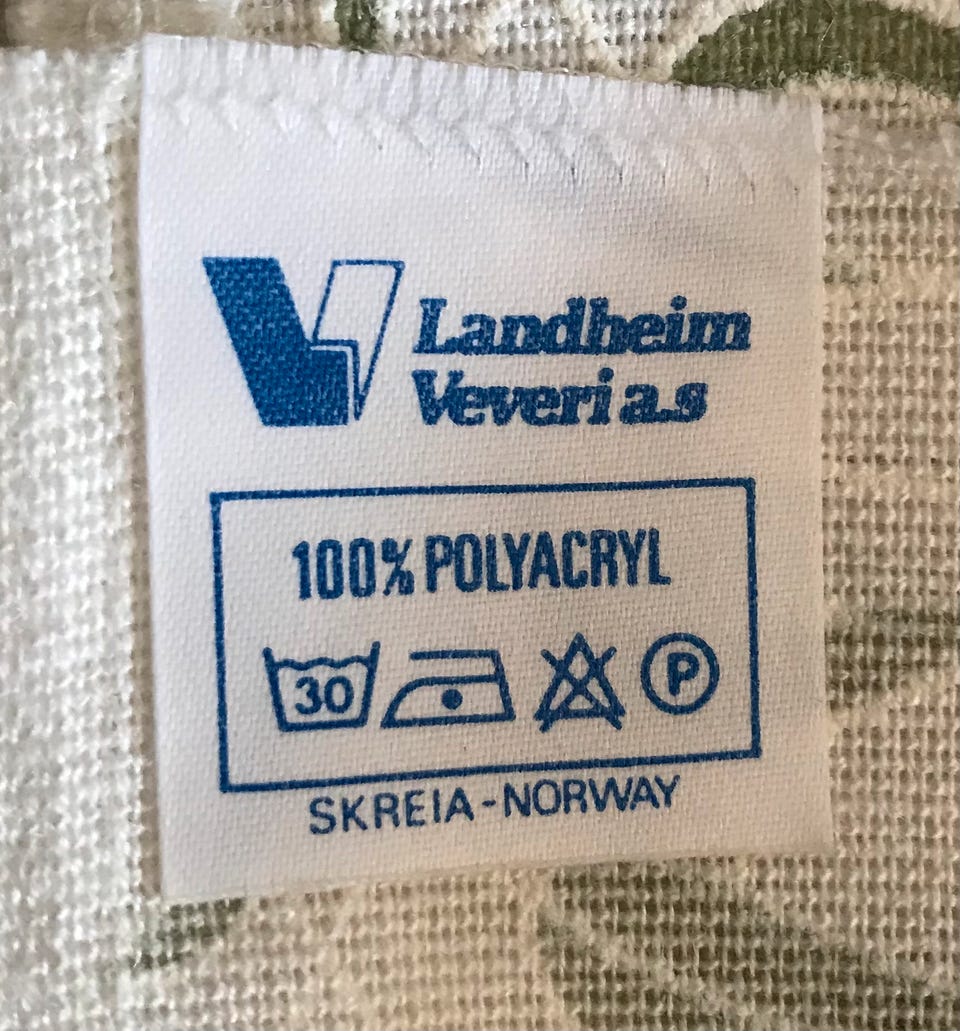 Landheim
Veveri a.s
100% POLYACRYL
30 P
SKREIA-NORWAY